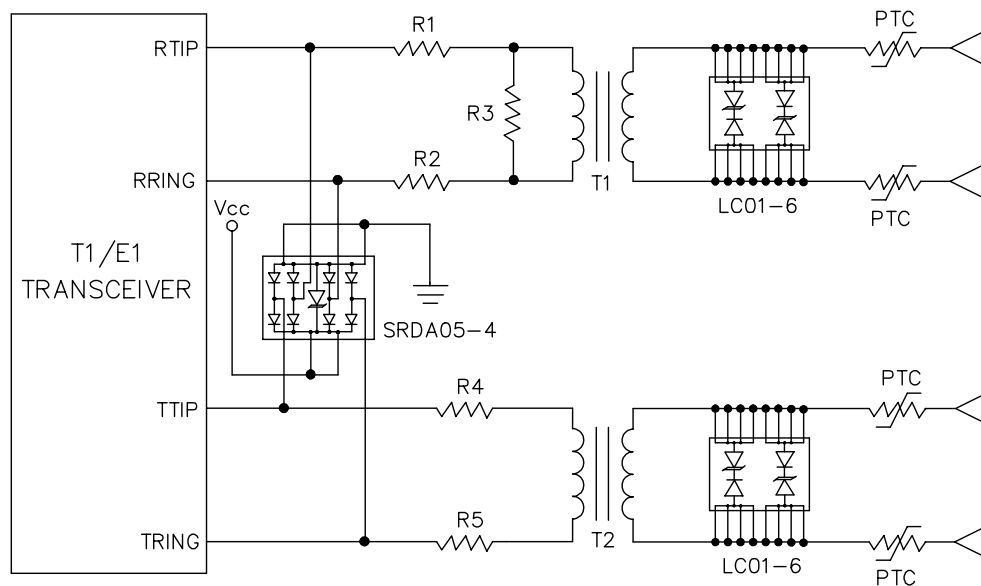 PTC
RTIP
R1
R3
R2
RRING
T1
PTC
LC01-6
Vcc
T1/E1
TRANSCEIVER
SRDA05-4
PTC
R4
TTIP
R5
TRING
T2
LC01-6
PTC